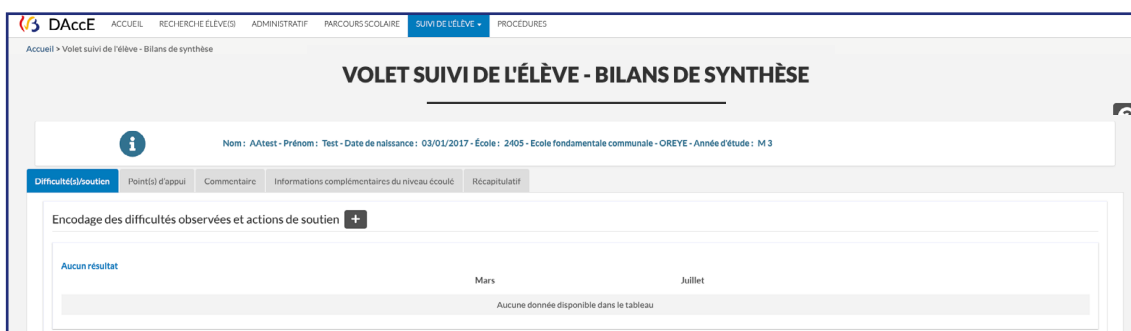 DAccE ACCUEIL RECHERCHE ÉLÈVE(S) ADMINISTRATIF PARCOURS SCOLAIRE SUIVI DE L'ÉLÈVE PROCÉDURES
Accueil > Volet suivi de l'élève - Bilans de synthèse
VOLET SUIVI DE L'ÉLÈVE - BILANS DE SYNTHÈSE
Nom : AAtest - Prénom : Test - Date de naissance : 03/01/2017 - École : 2405 - Ecole fondamentale communale - OREYE - Année d'étude : M 3
Difficulté(s)/soutien Point(s) d'appui Commentaire Informations complémentaires du niveau écoulé Récapitulatif
Encodage des difficultés observées et actions de soutien +
Aucun résultat
Mars Juillet
Aucune donnée disponible dans le tableau